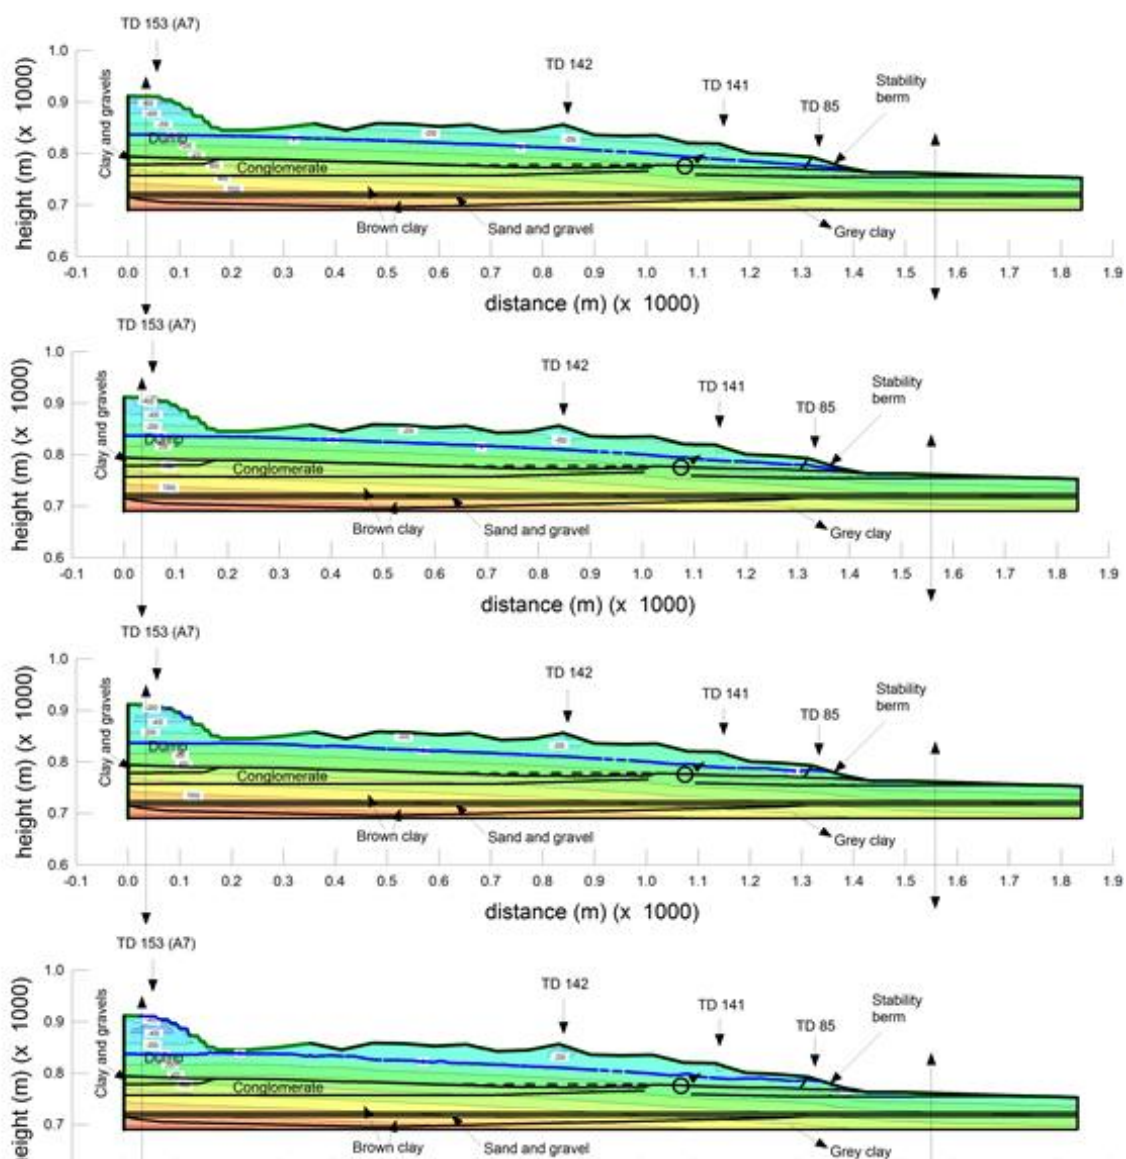 TD 153 (A7)
TD 142
TD 141
TD 85
Stability
berm
Clay and gravels
height (m) (x 1000)
1.0
0.9
0.8
0.7
0.6
Dump
Conglomerate
Brown clay
Sand and gravel
Grey clay
-0.1 0.0 0.1 0.2 0.3 0.4 0.5 0.6 0.7 0.8 0.9 1.0 1.1 1.2 1.3 1.4 1.5 1.6 1.7 1.8 1.9
distance (m) (x 1000)
TD 153 (A7)
TD 142
TD 141
TD 85
Stability
berm
Clay and gravels
height (m) (x 1000)
1.0
0.9
0.8
0.7
0.6
Dump
Conglomerate
Brown clay
Sand and gravel
Grey clay
-0.1 0.0 0.1 0.2 0.3 0.4 0.5 0.6 0.7 0.8 0.9 1.0 1.1 1.2 1.3 1.4 1.5 1.6 1.7 1.8 1.9
distance (m) (x 1000)
TD 153 (A7)
TD 142
TD 141
TD 85
Stability
berm
Clay and gravels
height (m) (x 1000)
1.0
0.9
0.8
0.7
0.6
Dump
Conglomerate
Brown clay
Sand and gravel
Grey clay
-0.1 0.0 0.1 0.2 0.3 0.4 0.5 0.6 0.7 0.8 0.9 1.0 1.1 1.2 1.3 1.4 1.5 1.6 1.7 1.8 1.9
distance (m) (x 1000)
TD 153 (A7)
TD 142
TD 141
TD 85
Stability
berm
Clay and gravels
height (m) (x 1000)
1.0
0.9
0.8
0.7
Dump
Conglomerate
Brown clay
Sand and gravel
Grey clay